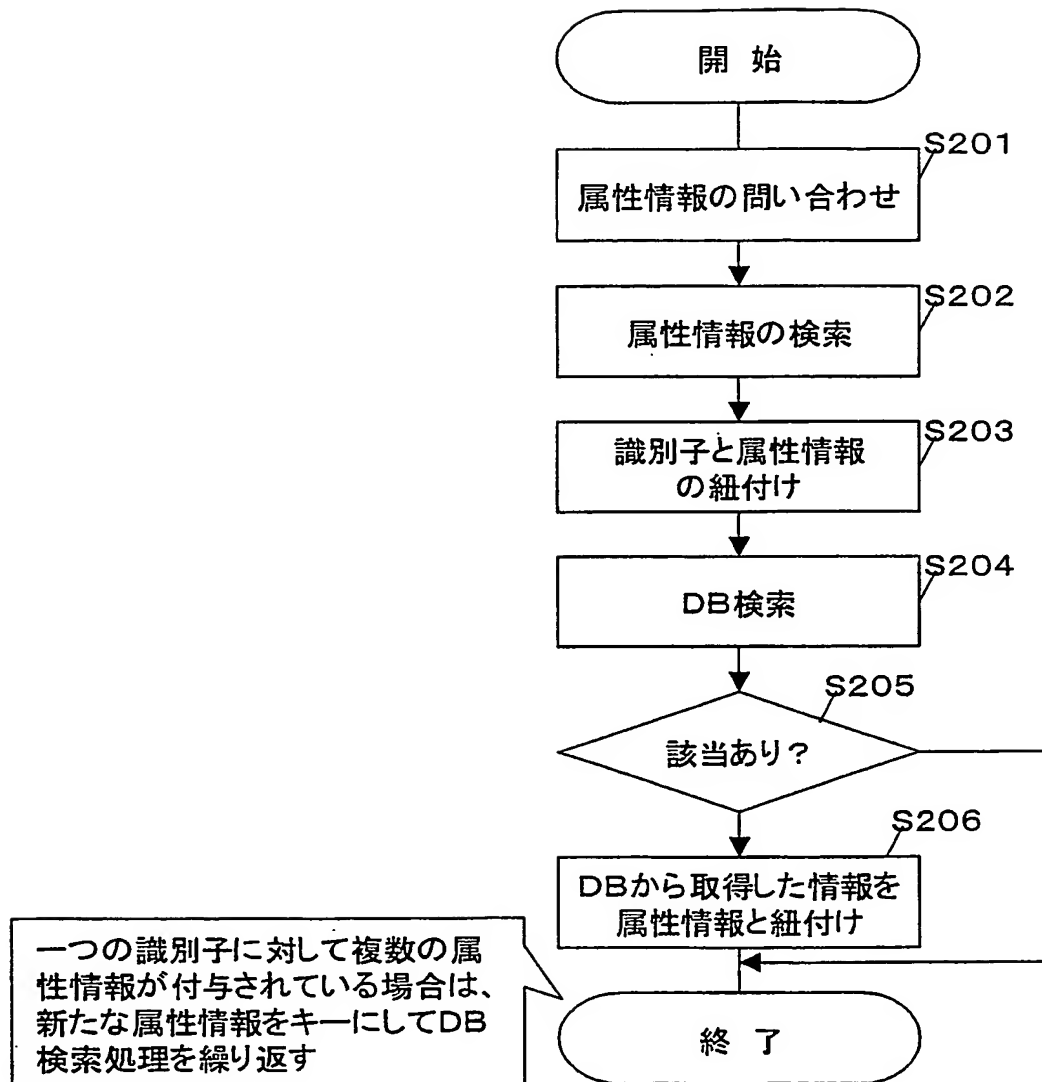 開 始
S201
属性情報の問い合わせ
S202
属性情報の検索
S203
識別子と属性情報
の紐付け
S204
DB検索
S205
該当あり?
S206
DBから取得した情報を
属性情報と紐付け
一つの識別子に対して複数の属
性情報が付与されている場合は、
新たな属性情報をキーにしてDB
検索処理を繰り返す
終 了